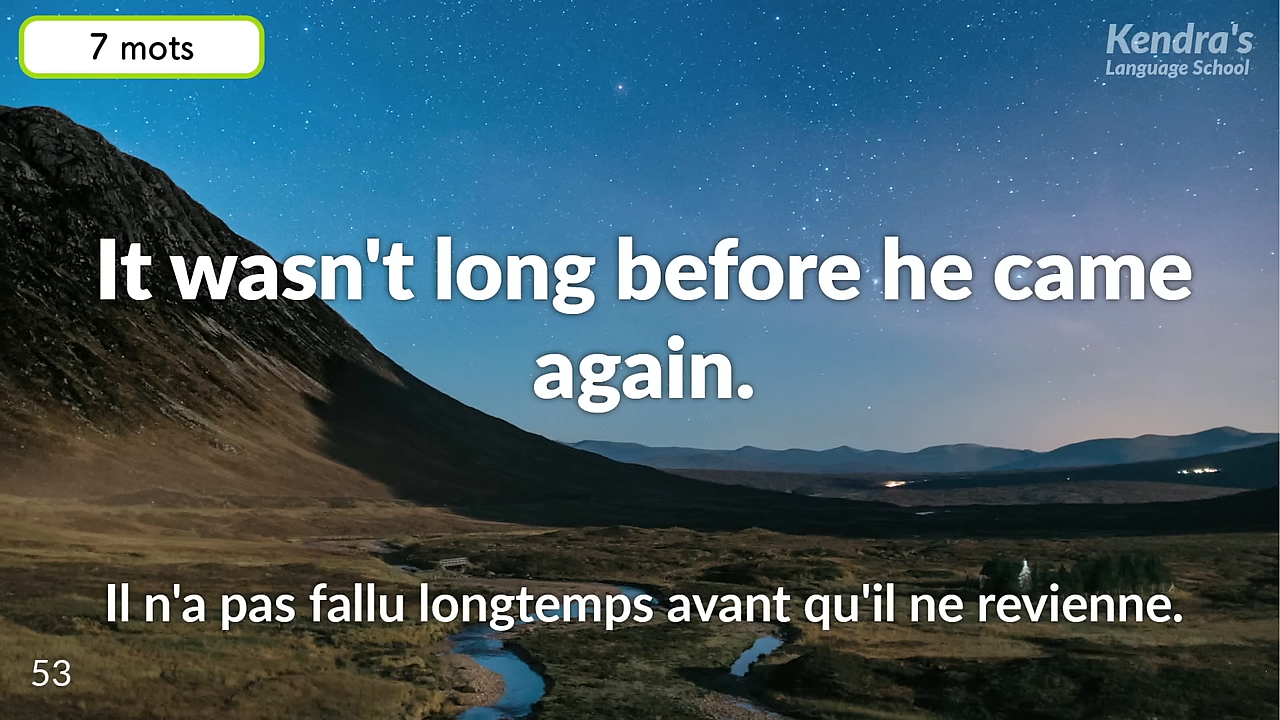 7 mots
Kendra's
Language School
It wasn't long before he came
again.
Il n'a pas fallu longtemps avant qu'il ne revienne.
53